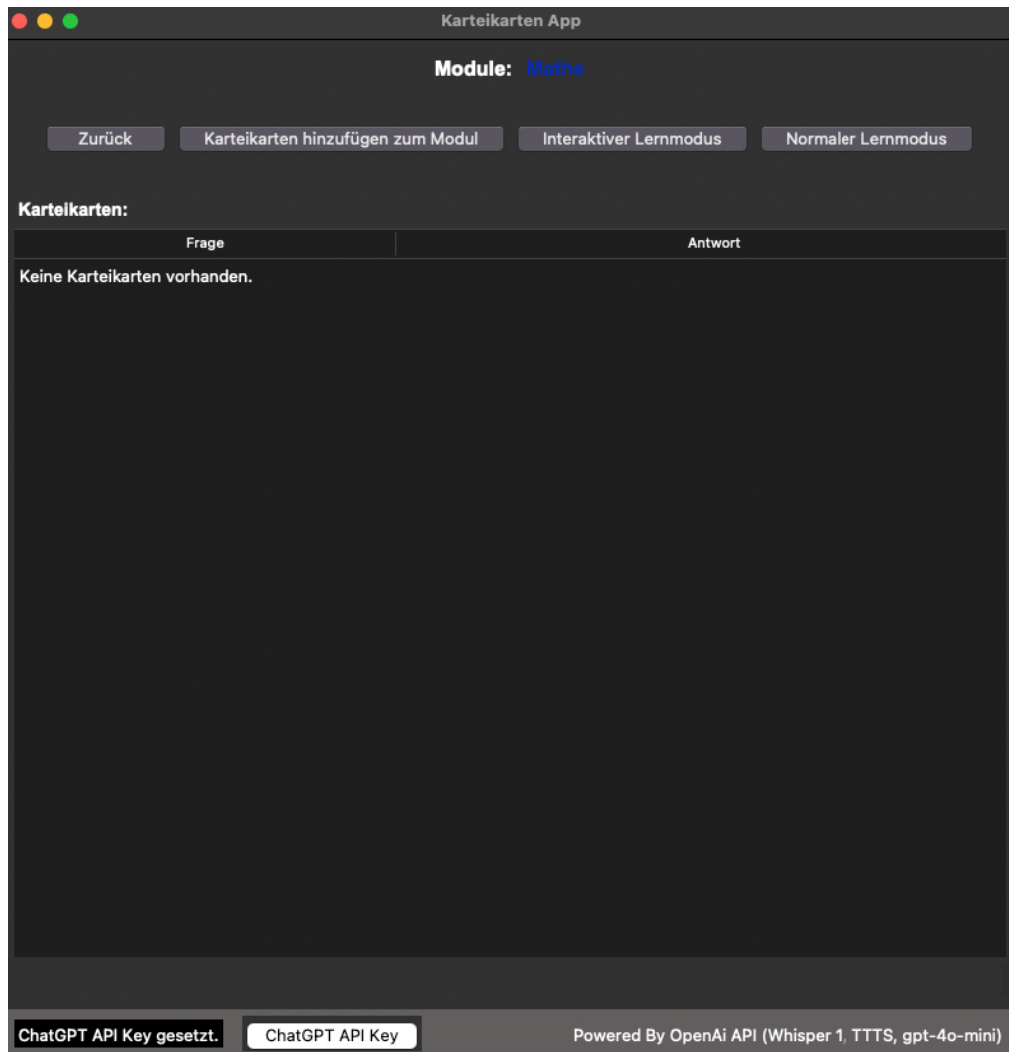 Karteikarten App
Module: Mathe
Zurück Karteikarten hinzufügen zum Modul Interaktiver Lernmodus Normaler Lernmodus
Karteikarten:
Frage Antwort
Keine Karteikarten vorhanden.
ChatGPT API Key gesetzt. ChatGPT API Key Powered By OpenAi API (Whisper 1, TTTS, gpt-4o-mini)